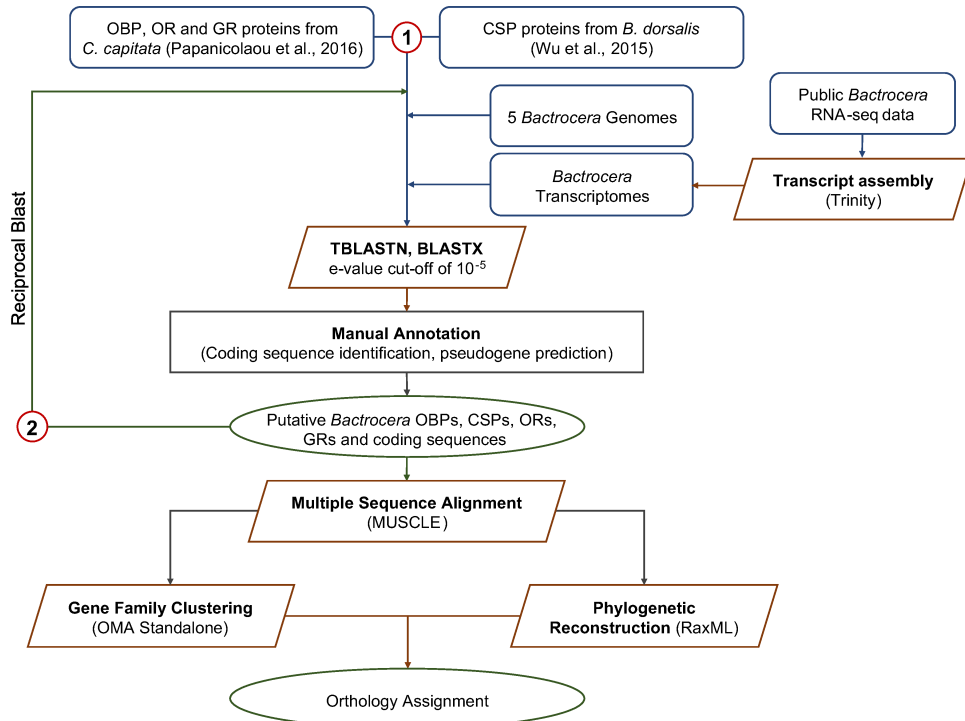 OBP, OR and GR proteins from
C. capitata (Papanicolaou et al., 2016)
1
CSP proteins from B. dorsalis
(Wu et al., 2015)
5 Bactrocera Genomes
Public Bactrocera
RNA-seq data
Bactrocera
Transcriptomes
Transcript assembly
(Trinity)
Reciprocal Blast
TBLASTN, BLASTX
e-value cut-off of 10⁻⁵
Manual Annotation
(Coding sequence identification, pseudogene prediction)
2
Putative Bactrocera OBPs, CSPs, ORs,
GRs and coding sequences
Multiple Sequence Alignment
(MUSCLE)
Gene Family Clustering
(OMA Standalone)
Phylogenetic
Reconstruction (RaxML)
Orthology Assignment